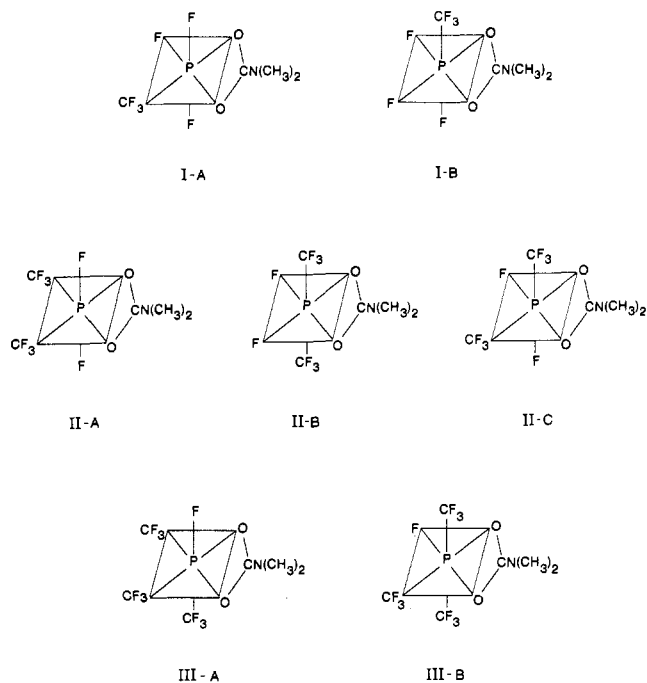 F F
F O CN(CH₃)₂
P
CF₃ O
F
CF₃
F O CN(CH₃)₂
P
F O
F
I-A I-B
F
CF₃ O CN(CH₃)₂
P
CF₃ O
F
CF₃
F O CN(CH₃)₂
P
F O
CF₃
CF₃
F O CN(CH₃)₂
P
CF₃ O
F
II-A II-B II-C
F
CF₃ O CN(CH₃)₂
P
CF₃ O
CF₃
CF₃
F O CN(CH₃)₂
P
CF₃ O
CF₃
III-A III-B